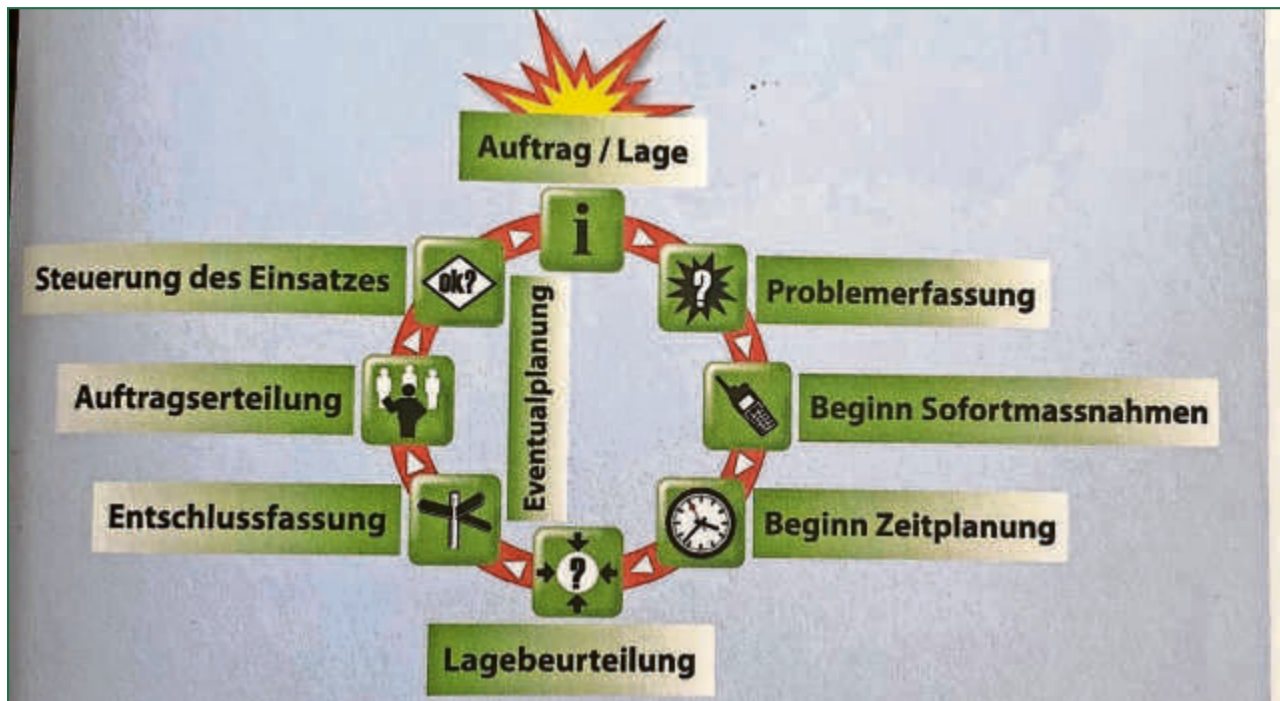 Auftrag / Lage
i
Problemerfassung
?
Beginn Sofortmassnahmen
Beginn Zeitplanung
Lagebeurteilung
?
Entschlussfassung
Auftragserteilung
Steuerung des Einsatzes
ok?
Eventualplanung